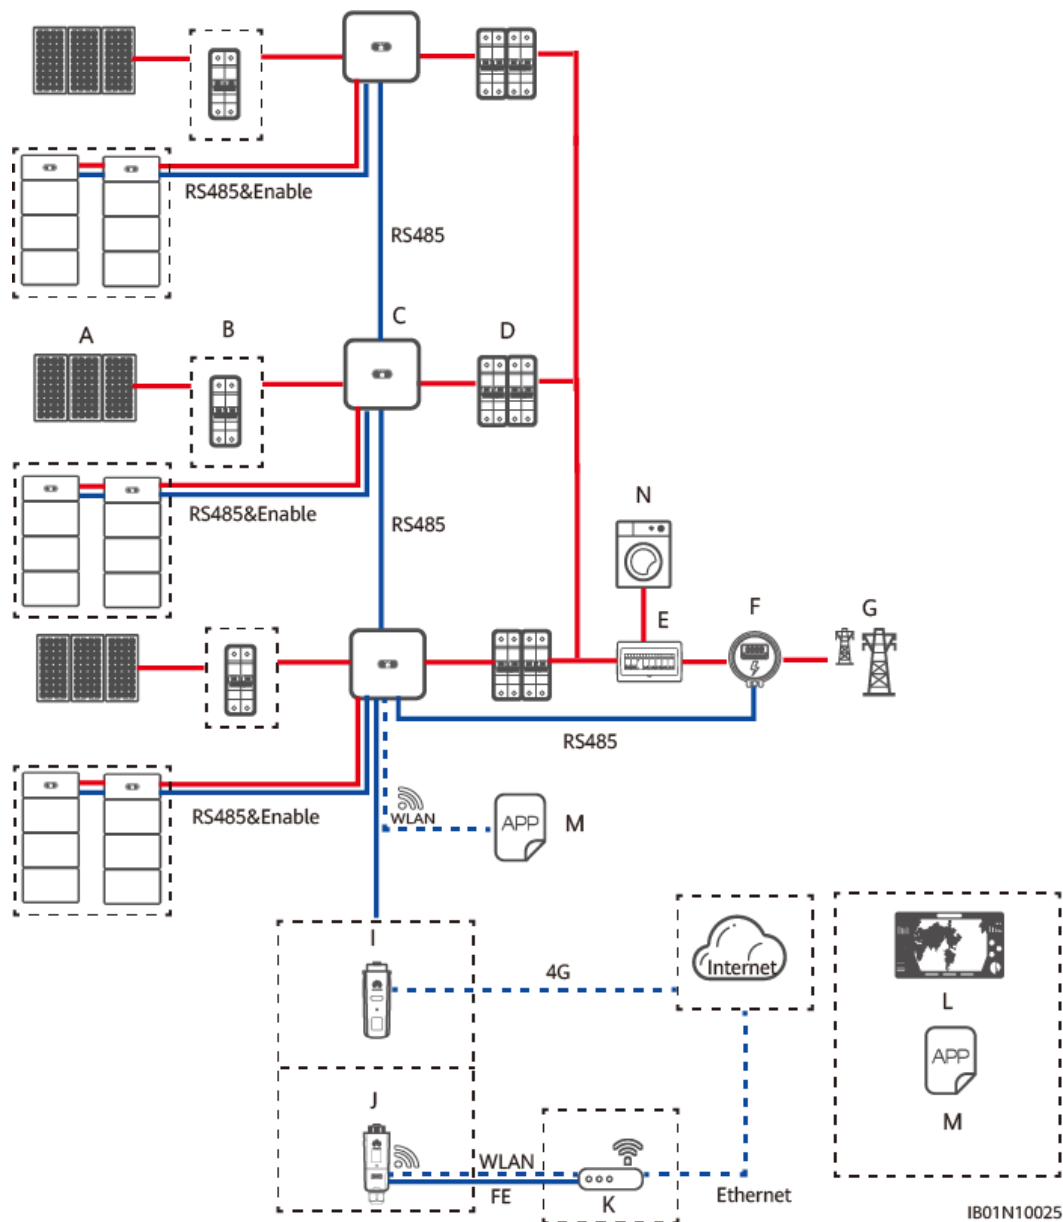 RS485&Enable
RS485
A
B
C
D
RS485&Enable
RS485
N
E
F
G
RS485
RS485&Enable
WLAN
APP
M
I
4G
Internet
L
APP
M
J
WLAN
FE
K
Ethernet
IB01N10025